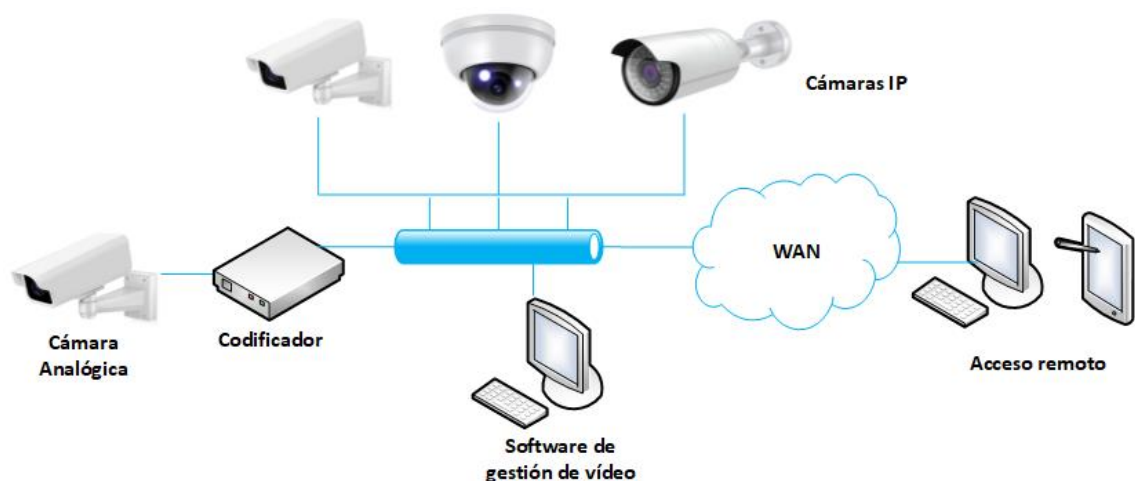 Cámaras IP
WAN
Cámara
Analógica
Codificador
Acceso remoto
Software de
gestión de vídeo